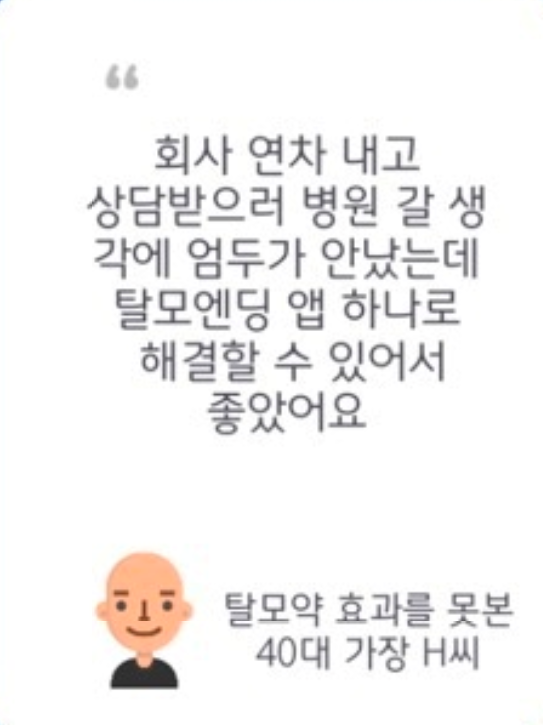 “
회사 연차 내고
상담받으러 병원 갈 생
각에 엄두가 안났는데
탈모엔딩 앱 하나로
해결할 수 있어서
좋았어요
탈모약 효과를 못본
40대 가장 H씨